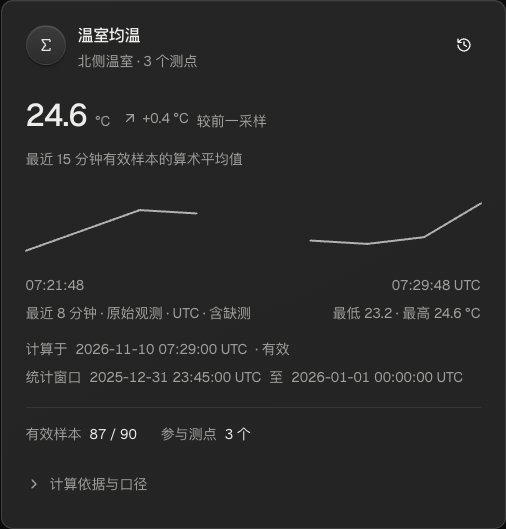 Σ
温室均温
北侧温室 · 3 个测点
24.6 °C ↗ +0.4 °C 较前一采样
最近 15 分钟有效样本的算术平均值
07:21:48 07:29:48 UTC
最近 8 分钟 · 原始观测 · UTC · 含缺测 最低 23.2 · 最高 24.6 °C
计算于 2026-11-10 07:29:00 UTC · 有效
统计窗口 2025-12-31 23:45:00 UTC 至 2026-01-01 00:00:00 UTC
有效样本 87 / 90 参与测点 3 个
计算依据与口径